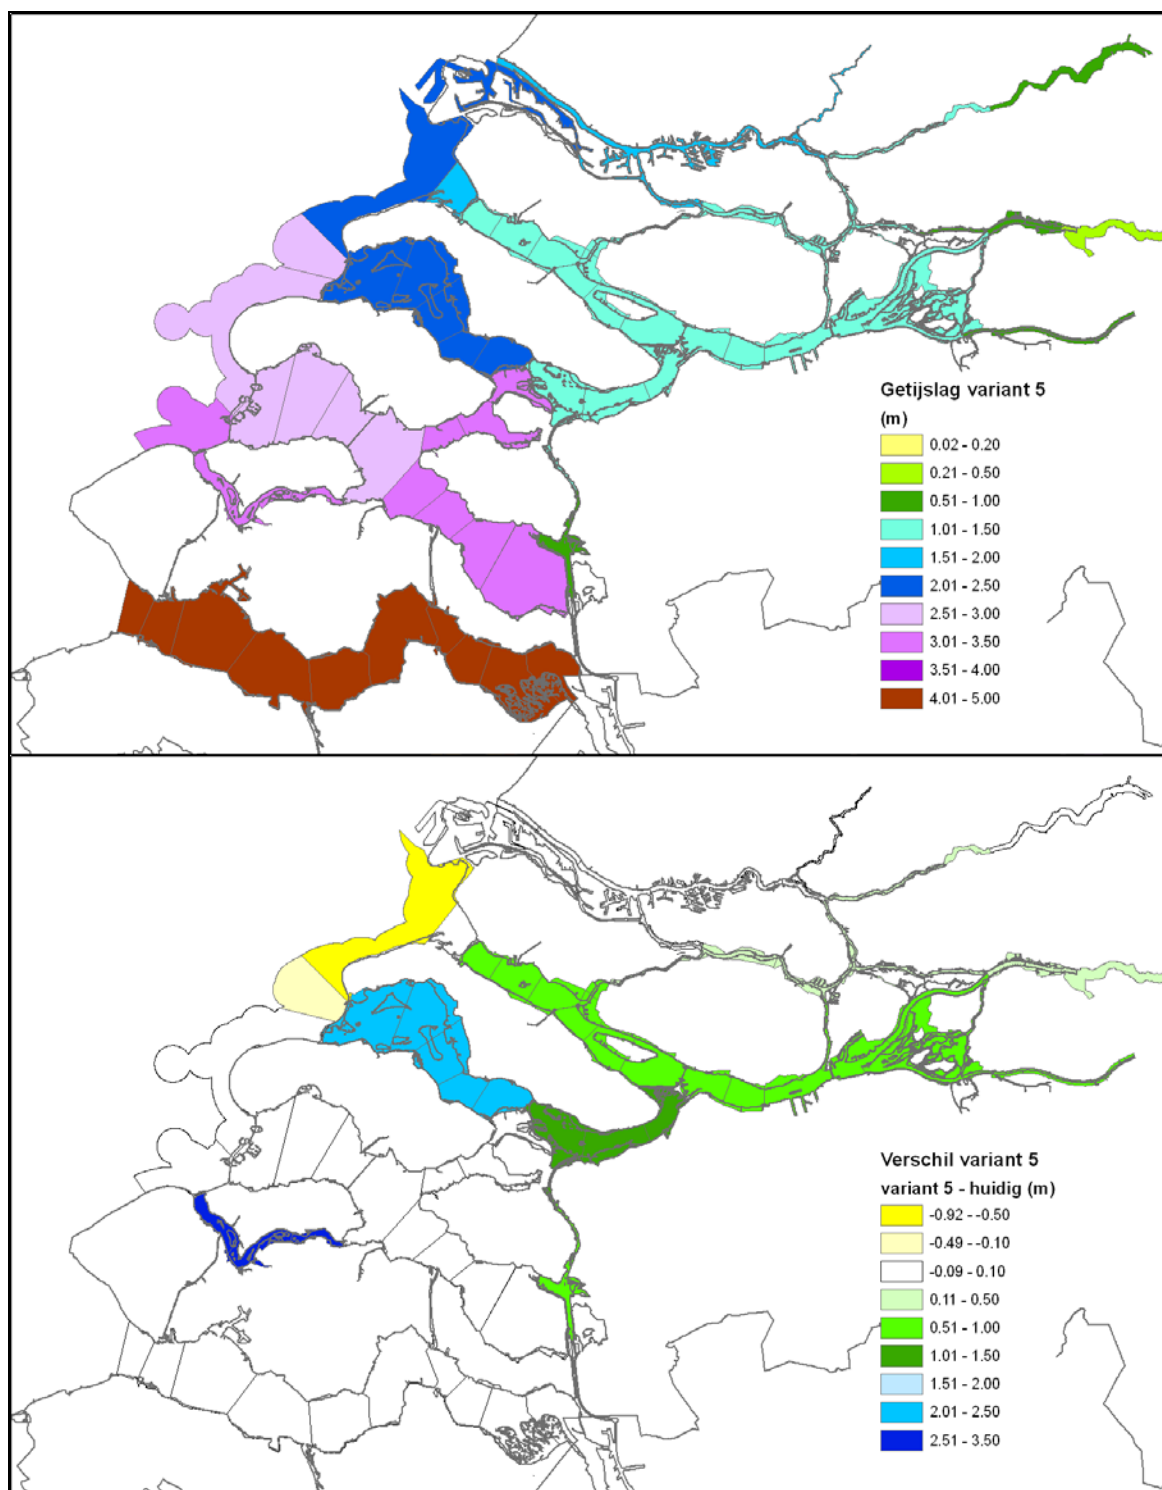 Getijslag variant 5
(m)
0.02 - 0.20
0.21 - 0.50
0.51 - 1.00
1.01 - 1.50
1.51 - 2.00
2.01 - 2.50
2.51 - 3.00
3.01 - 3.50
3.51 - 4.00
4.01 - 5.00
Verschil variant 5
variant 5 - huidig (m)
-0.92 - -0.50
-0.49 - -0.10
-0.09 - 0.10
0.11 - 0.50
0.51 - 1.00
1.01 - 1.50
1.51 - 2.00
2.01 - 2.50
2.51 - 3.50